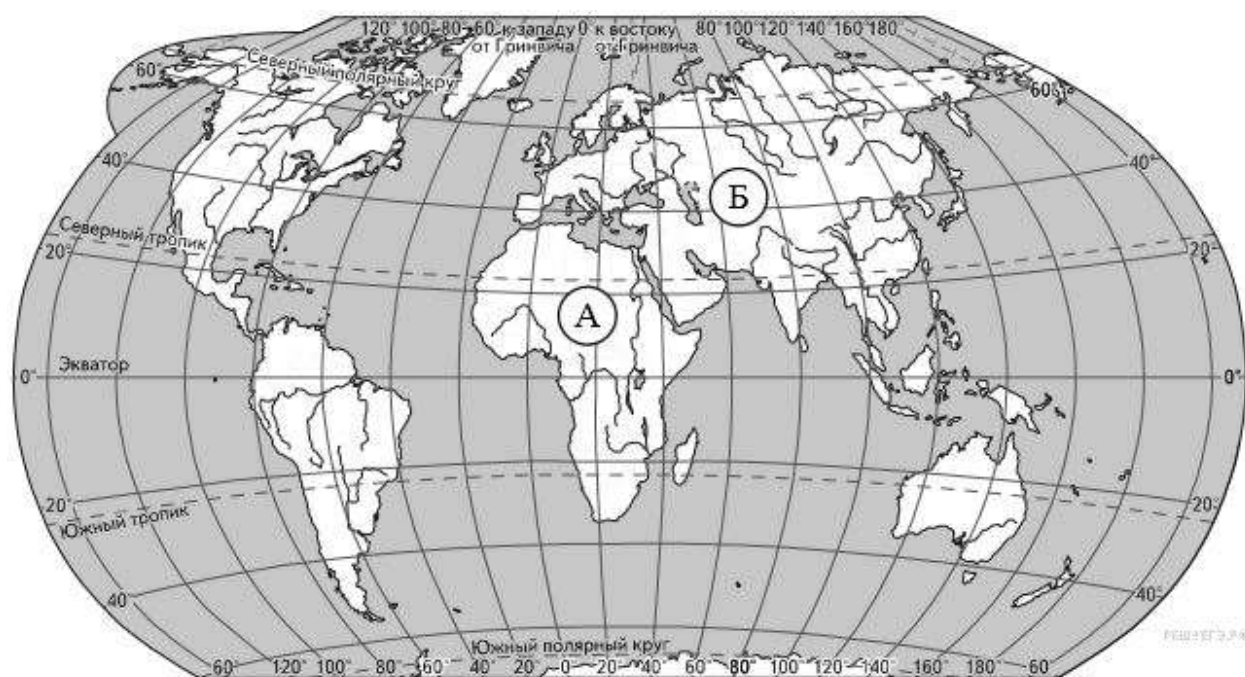 120° 100° 80° 60° к западу 0° к востоку 80° 100° 120° 140° 160° 180°
от Гринвича от Гринвича
60° Северный полярный круг 60°
40° 40°
Б
Северный тропик
20° 20°
А
Экватор
0° 0°
20° 20°
Южный тропик
40° 40°
Южный полярный круг
60 120° 100° 80° 60° 40° 20 0 20° 40° 60° 80° 100° 120° 140° 160° 180° 60